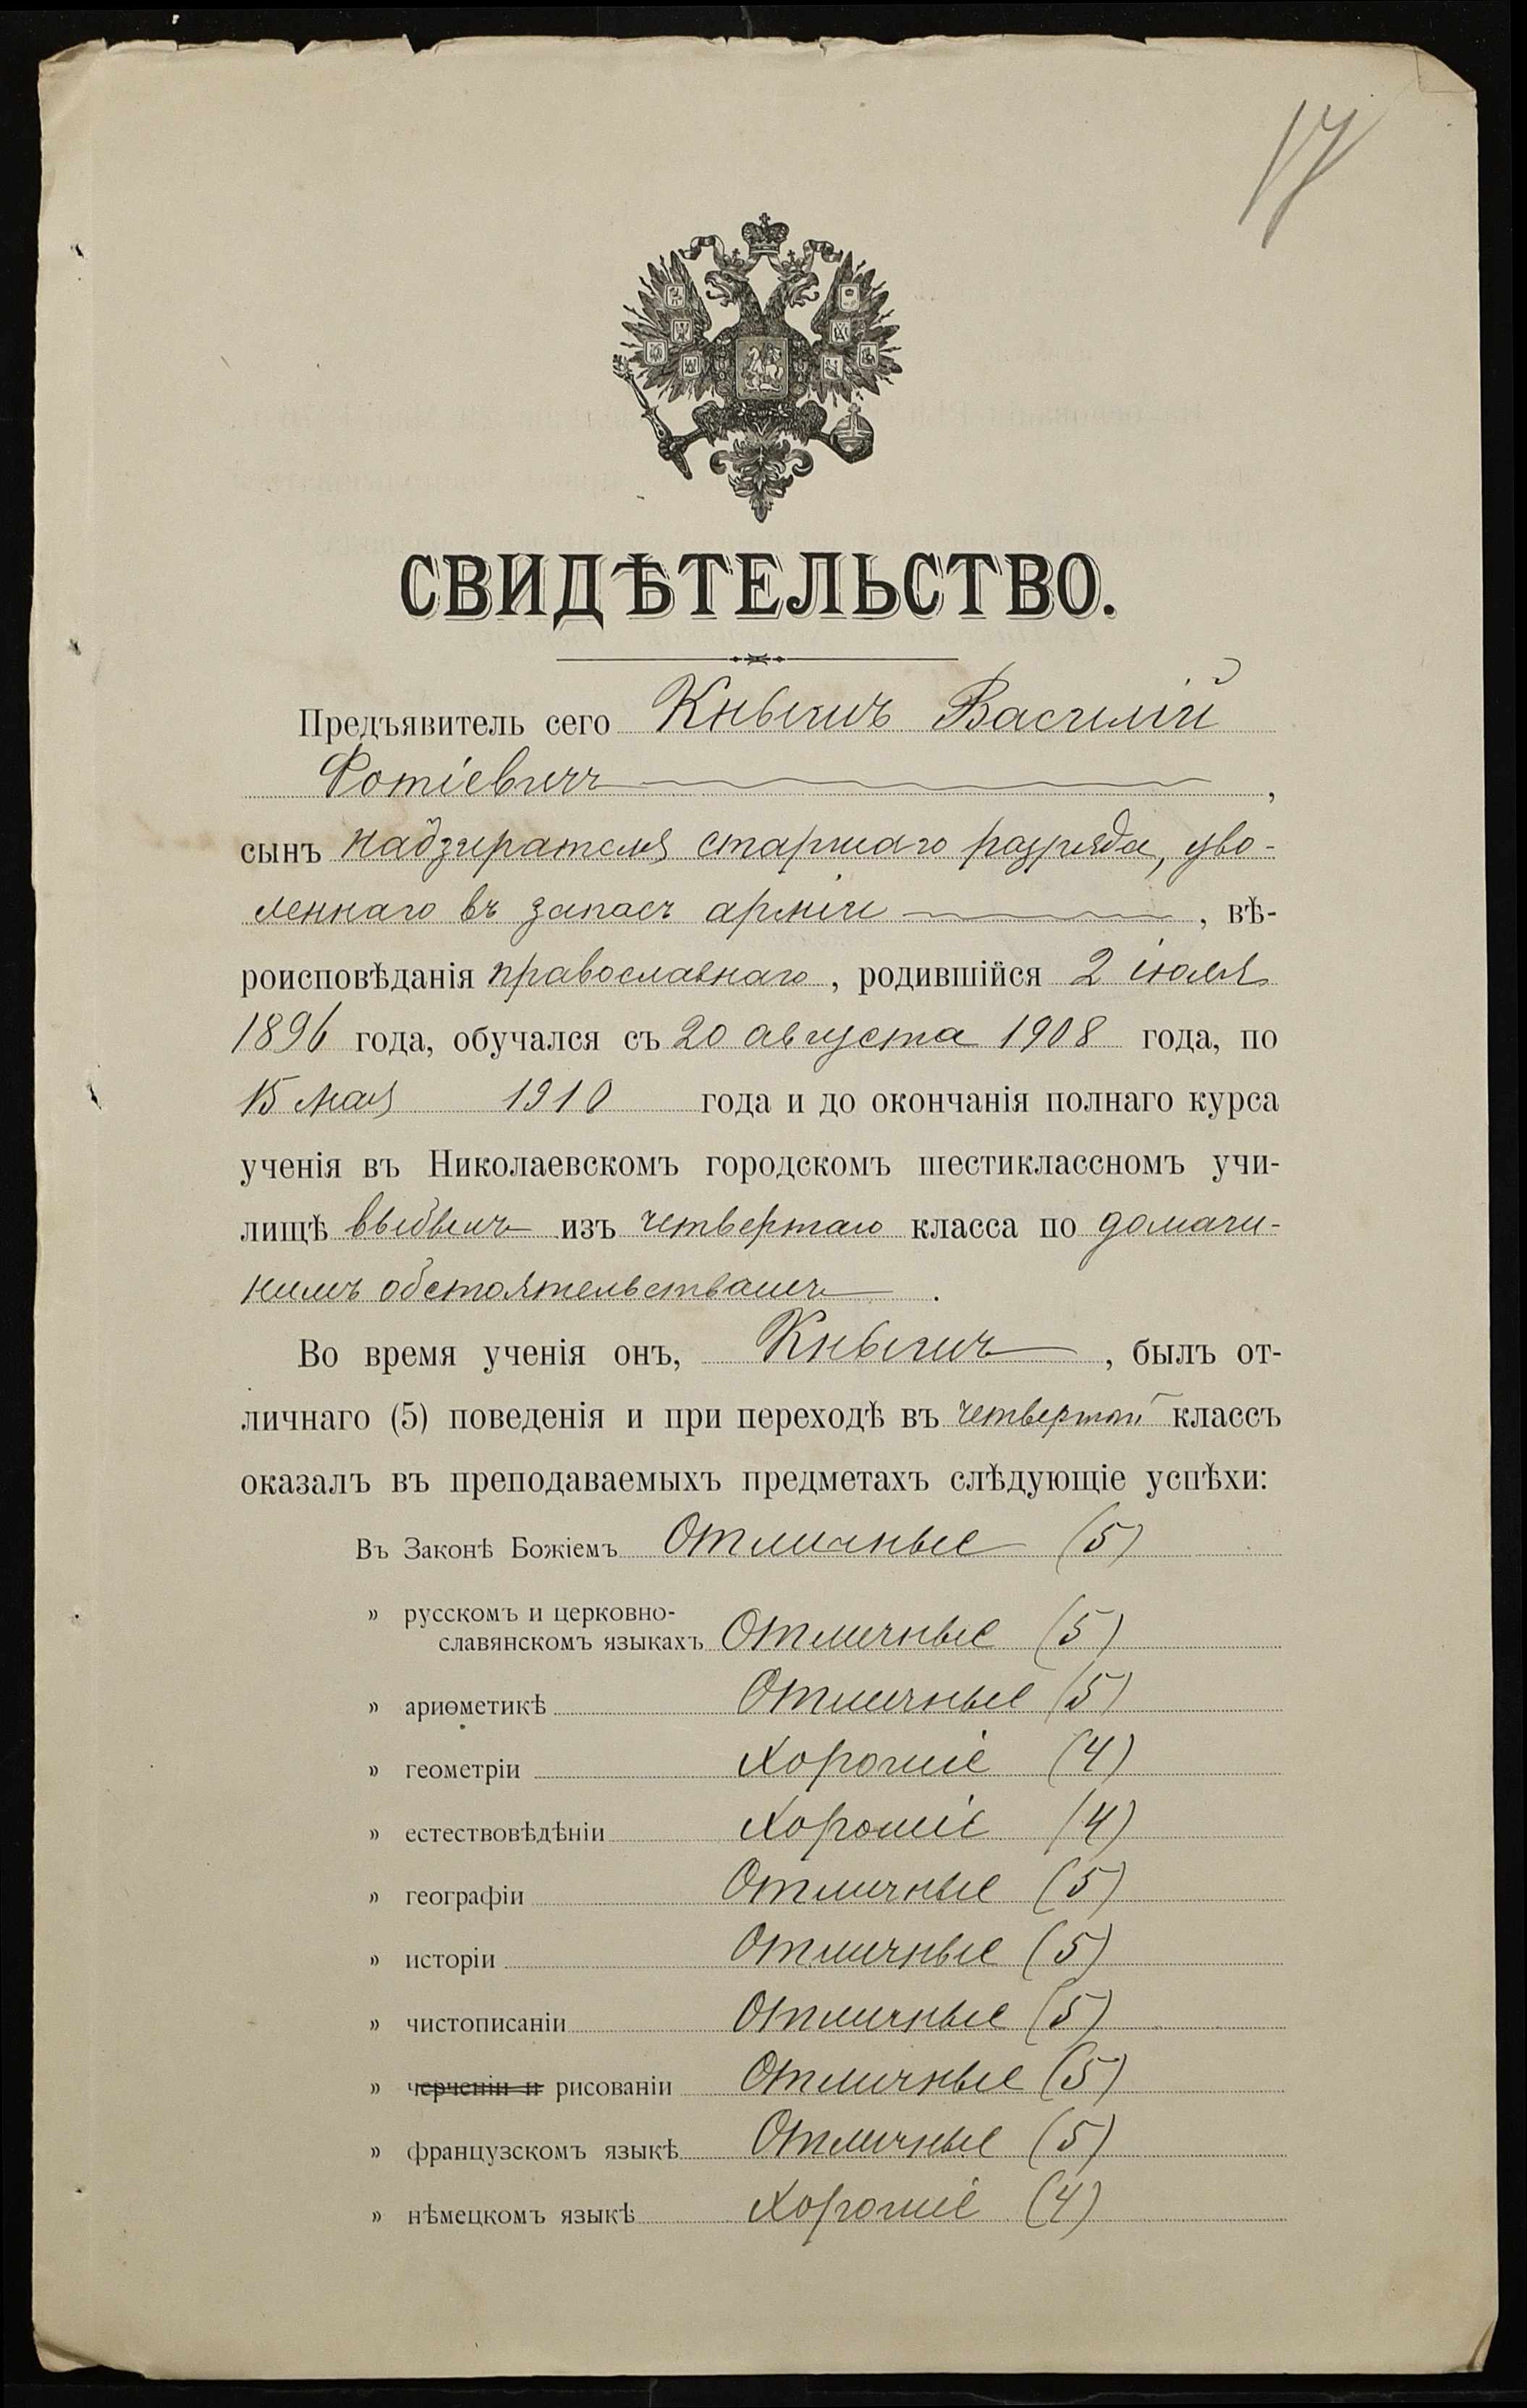 17
СВИДѢТЕЛЬСТВО.
Предъявитель сего Кнышъ Василій
Фотіевичъ ,
сынъ надзирателя старшаго разряда, уво-
леннаго въ запасъ арміи , вѣ-
роисповѣданія православнаго, родившійся 2 іюля
1896 года, обучался съ 20 августа 1908 года, по
15 мая 1910 года и до окончанія полнаго курса
ученія въ Николаевскомъ городскомъ шестиклассномъ учи-
лищѣ выбылъ изъ четвертаго класса по домаш-
нимъ обстоятельствамъ .
Во время ученія онъ, Кнышъ , былъ от-
личнаго (5) поведенія и при переходѣ въ четвертый классъ
оказалъ въ преподаваемыхъ предметахъ слѣдующіе успѣхи:
Въ Законѣ Божіемъ Отличные (5)
» русскомъ и церковно-
славянскомъ языкахъ Отличные (5)
» ариѳметикѣ Отличные (5)
» геометріи Хорошіе (4)
» естествовѣдѣніи Хорошіе (4)
» географіи Отличные (5)
» исторіи Отличные (5)
» чистописаніи Отличные (5)
» черченіи и рисованіи Отличные (5)
» французскомъ языкѣ Отличные (5)
» нѣмецкомъ языкѣ Хорошіе (4)